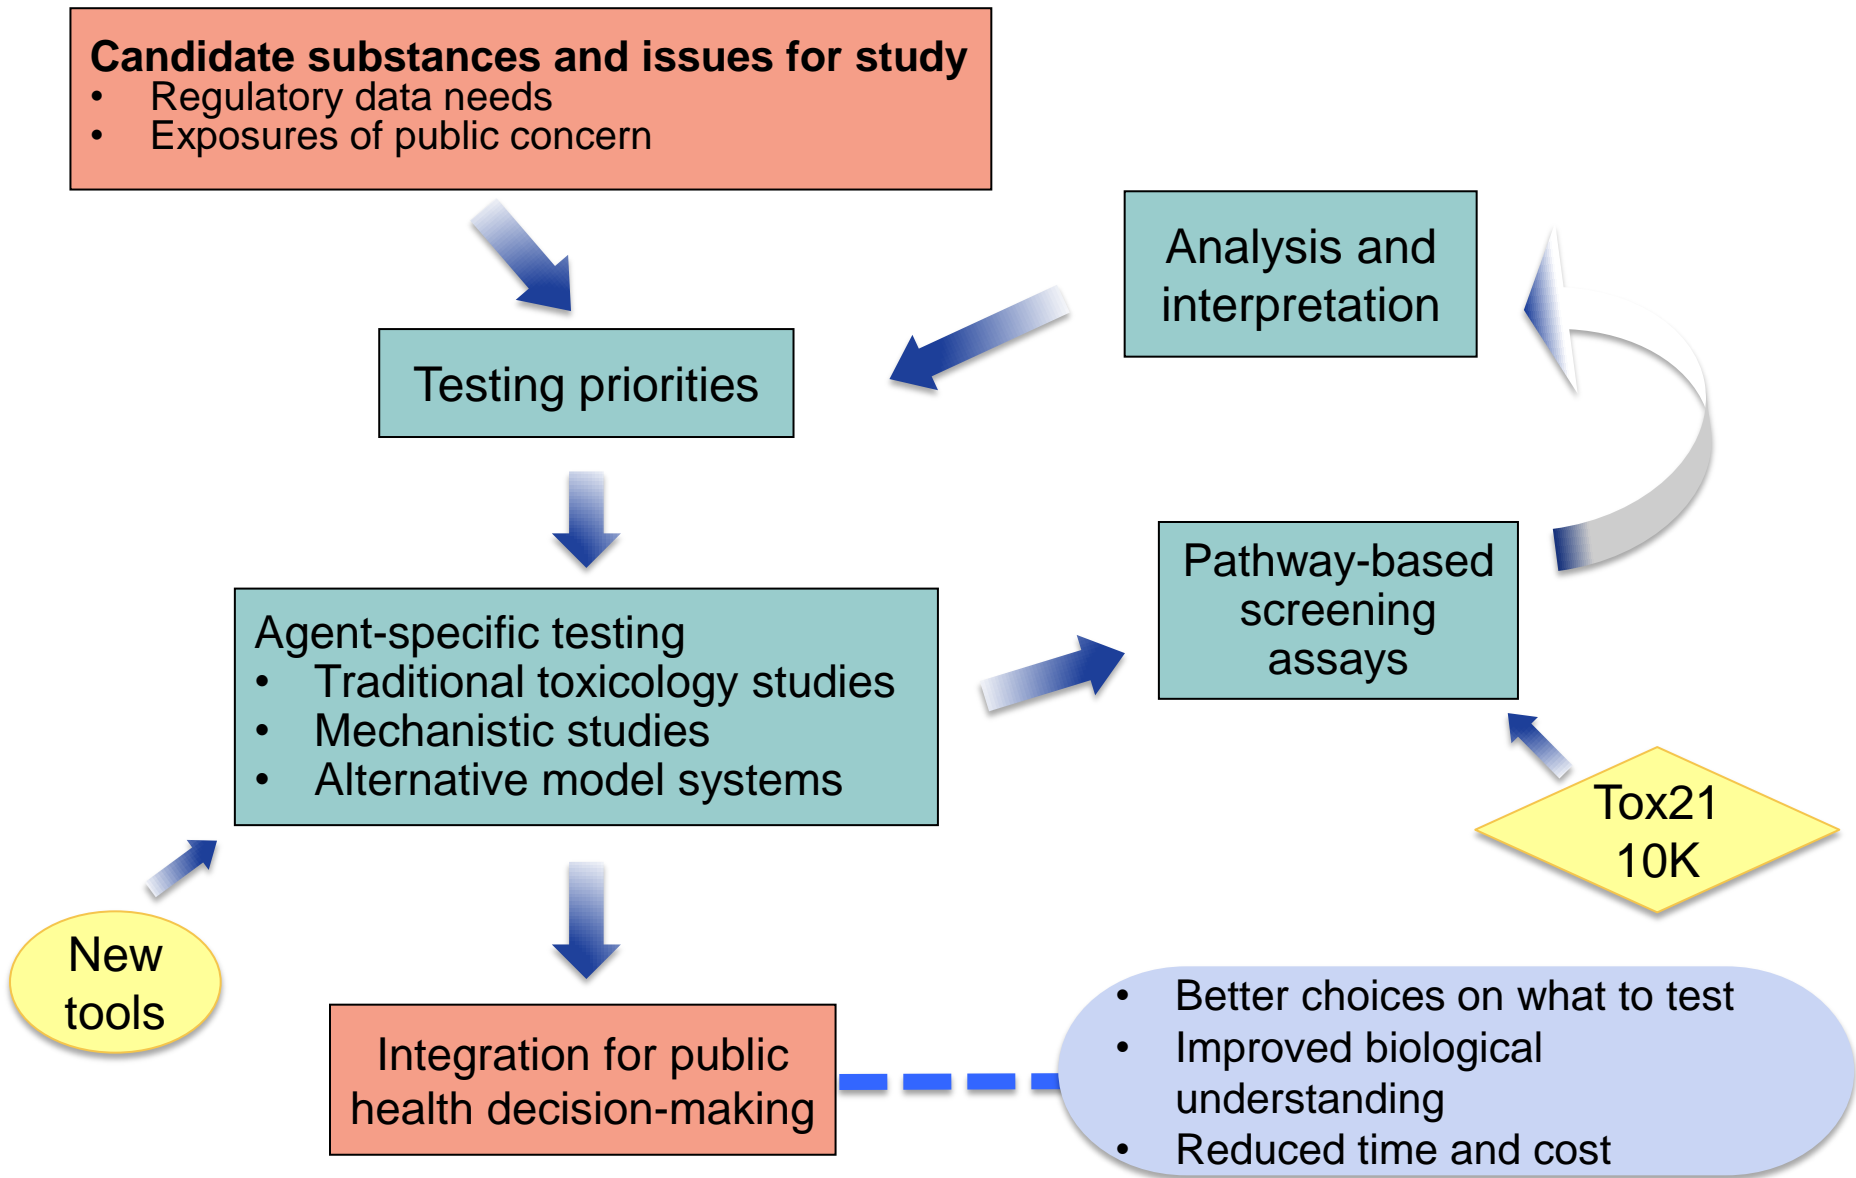 Candidate substances and issues for study
• Regulatory data needs
• Exposures of public concern
Analysis and
interpretation
Testing priorities
Pathway-based
screening
assays
Agent-specific testing
• Traditional toxicology studies
• Mechanistic studies
• Alternative model systems
Tox21
10K
New
tools
• Better choices on what to test
• Improved biological
understanding
• Reduced time and cost
Integration for public
health decision-making